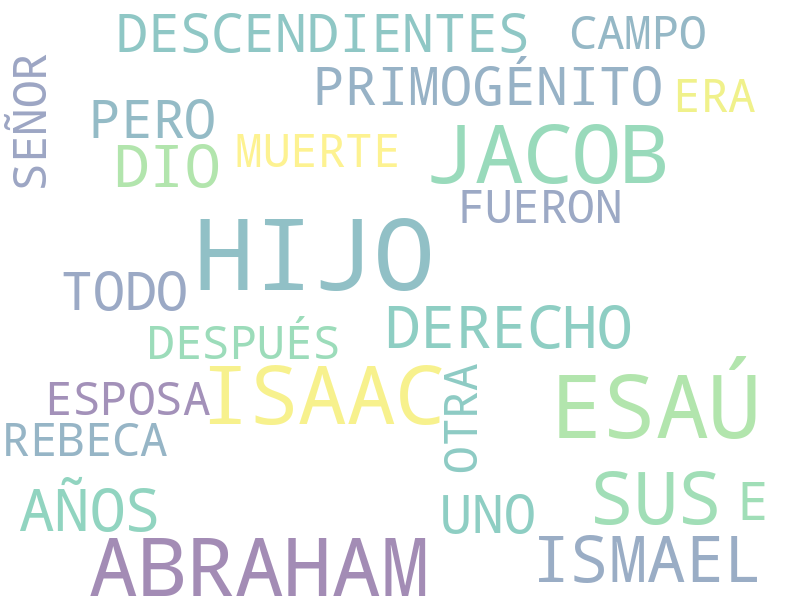 DESCENDIENTES
CAMPO
SEÑOR
PRIMOGÉNITO
ERA
PERO
MUERTE
JACOB
DIO
FUERON
HIJO
TODO
DERECHO
DESPUÉS
ISAAC
OTRA
ESAÚ
ESPOSA
REBECA
AÑOS
UNO
SUS
E
ABRAHAM
ISMAEL